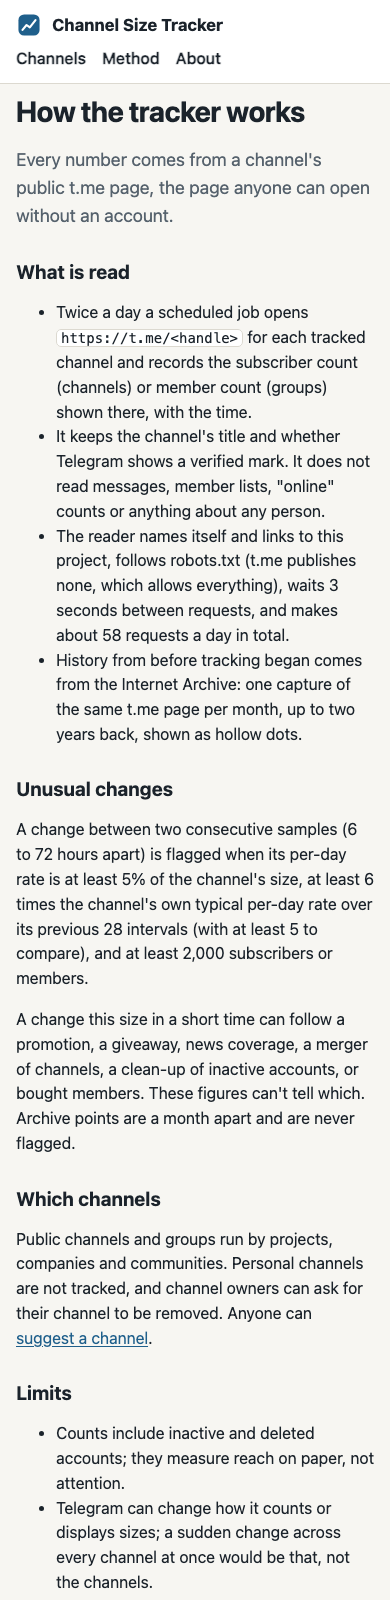 Channel Size Tracker
Channels Method About
How the tracker works
Every number comes from a channel's
public t.me page, the page anyone can open
without an account.
What is read
• Twice a day a scheduled job opens
https://t.me/<handle> for each tracked
channel and records the subscriber count
(channels) or member count (groups)
shown there, with the time.
• It keeps the channel's title and whether
Telegram shows a verified mark. It does not
read messages, member lists, "online"
counts or anything about any person.
• The reader names itself and links to this
project, follows robots.txt (t.me publishes
none, which allows everything), waits 3
seconds between requests, and makes
about 58 requests a day in total.
• History from before tracking began comes
from the Internet Archive: one capture of
the same t.me page per month, up to two
years back, shown as hollow dots.
Unusual changes
A change between two consecutive samples (6
to 72 hours apart) is flagged when its per-day
rate is at least 5% of the channel's size, at least 6
times the channel's own typical per-day rate over
its previous 28 intervals (with at least 5 to
compare), and at least 2,000 subscribers or
members.
A change this size in a short time can follow a
promotion, a giveaway, news coverage, a merger
of channels, a clean-up of inactive accounts, or
bought members. These figures can't tell which.
Archive points are a month apart and are never
flagged.
Which channels
Public channels and groups run by projects,
companies and communities. Personal channels
are not tracked, and channel owners can ask for
their channel to be removed. Anyone can
suggest a channel.
Limits
• Counts include inactive and deleted
accounts; they measure reach on paper, not
attention.
• Telegram can change how it counts or
displays sizes; a sudden change across
every channel at once would be that, not
the channels.